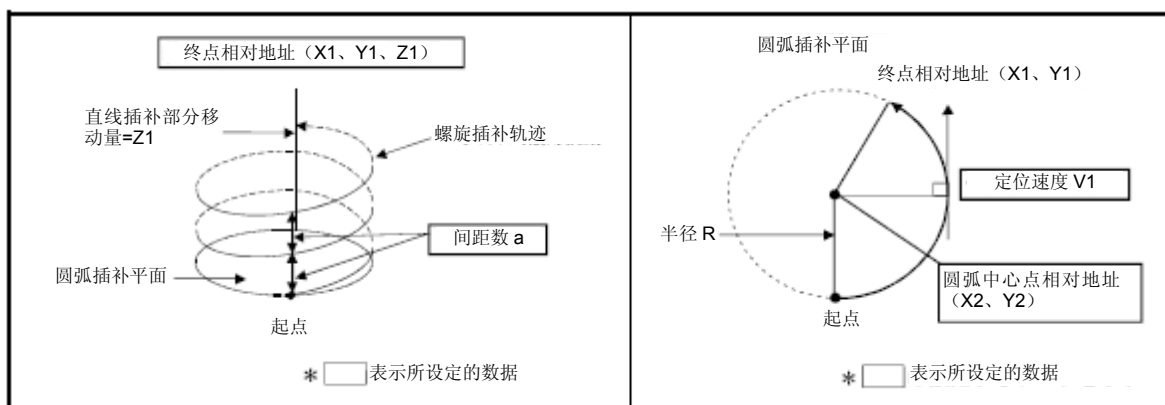 终点相对地址（X1、Y1、Z1）
直线插补部分移
动量=Z1
螺旋插补轨迹
间距数 a
圆弧插补平面
起点
* 表示所设定的数据
圆弧插补平面
终点相对地址（X1、Y1）
定位速度 V1
半径 R
圆弧中心点相对地址
（X2、Y2）
起点
* 表示所设定的数据